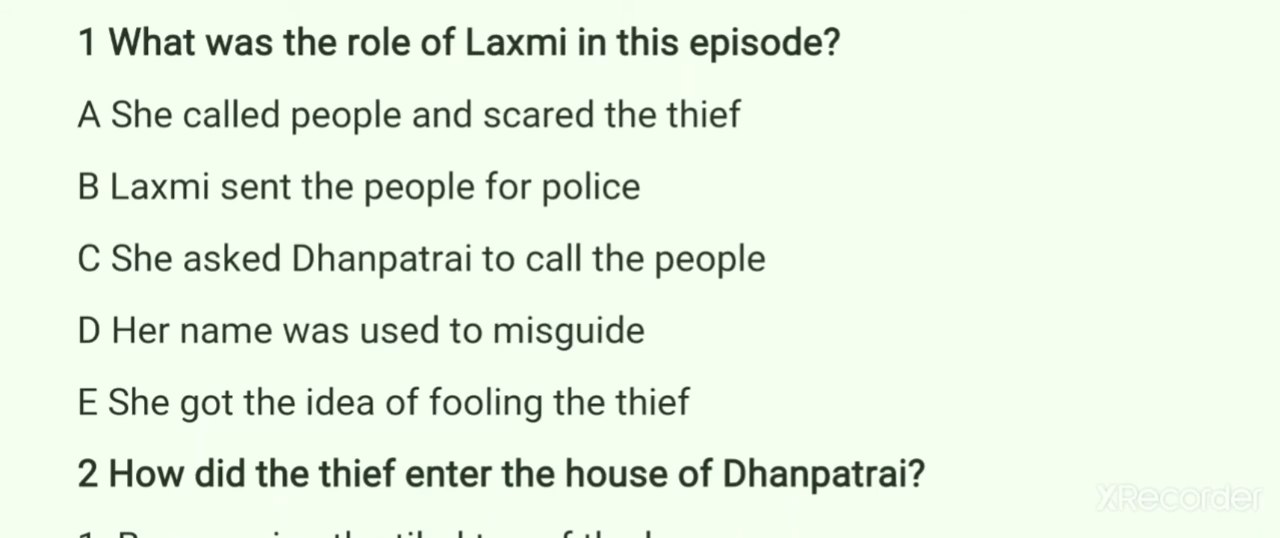 1 What was the role of Laxmi in this episode?
A She called people and scared the thief
B Laxmi sent the people for police
C She asked Dhanpatrai to call the people
D Her name was used to misguide
E She got the idea of fooling the thief
2 How did the thief enter the house of Dhanpatrai?
XRecorder